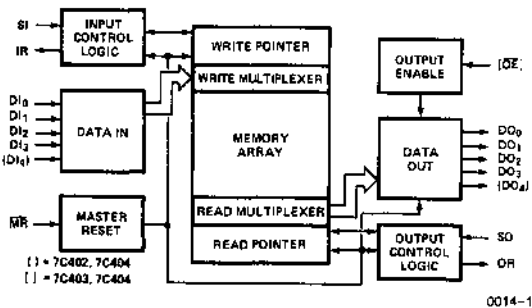 SI
IR
INPUT
CONTROL
LOGIC
WRITE POINTER
WRITE MULTIPLEXER
MEMORY
ARRAY
READ MULTIPLEXER
READ POINTER
OUTPUT
ENABLE
[OE]
DI0
DI1
DI2
DI3
(DI4)
DATA IN
DATA
OUT
DO0
DO1
DO2
DO3
(DO4)
MR
MASTER
RESET
OUTPUT
CONTROL
LOGIC
SO
OR
( ) = 7C402, 7C404
[ ] = 7C403, 7C404
0014–1